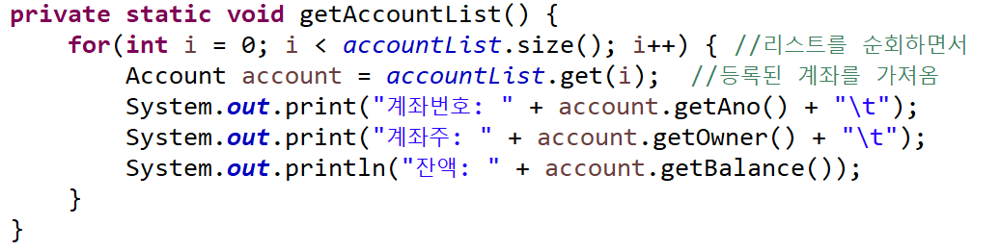 private static void getAccountList() {
    for(int i = 0; i < accountList.size(); i++) { //리스트를 순회하면서
        Account account = accountList.get(i);  //등록된 계좌를 가져옴
        System.out.print("계좌번호: " + account.getAno() + "\t");
        System.out.print("계좌주: " + account.getOwner() + "\t");
        System.out.println("잔액: " + account.getBalance());
    }
}